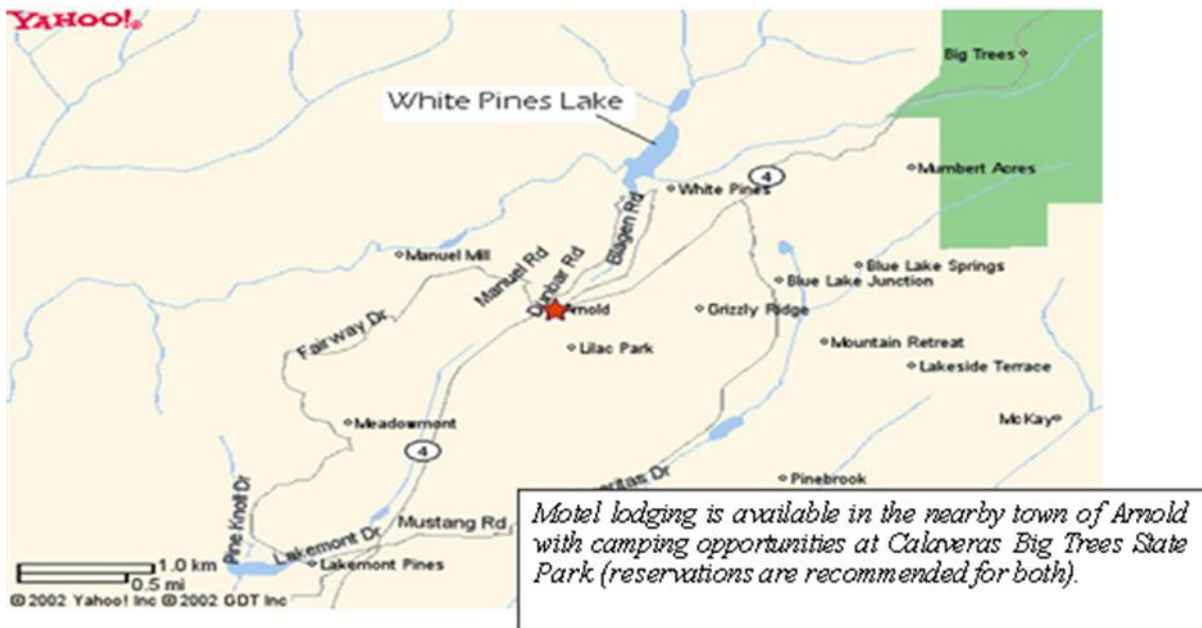 YAHOO!
Big Trees
White Pines Lake
Mumbert Acres
4
White Pines
Blagen Rd
Manuel Mill
Manuel Rd
Dunbar Rd
Blue Lake Springs
Blue Lake Junction
Arnold
Grizzly Ridge
Fairway Dr
Lilac Park
Mountain Retreat
Lakeside Terrace
Meadowmont
McKay
4
Pinebrook
Pine Knoll Dr
Mustang Rd
Lakemont Dr
Lakemont Pines
1.0 km
0.5 mi
© 2002 Yahoo! Inc © 2002 GDT Inc
Motel lodging is available in the nearby town of Arnold
with camping opportunities at Calaveras Big Trees State
Park (reservations are recommended for both).